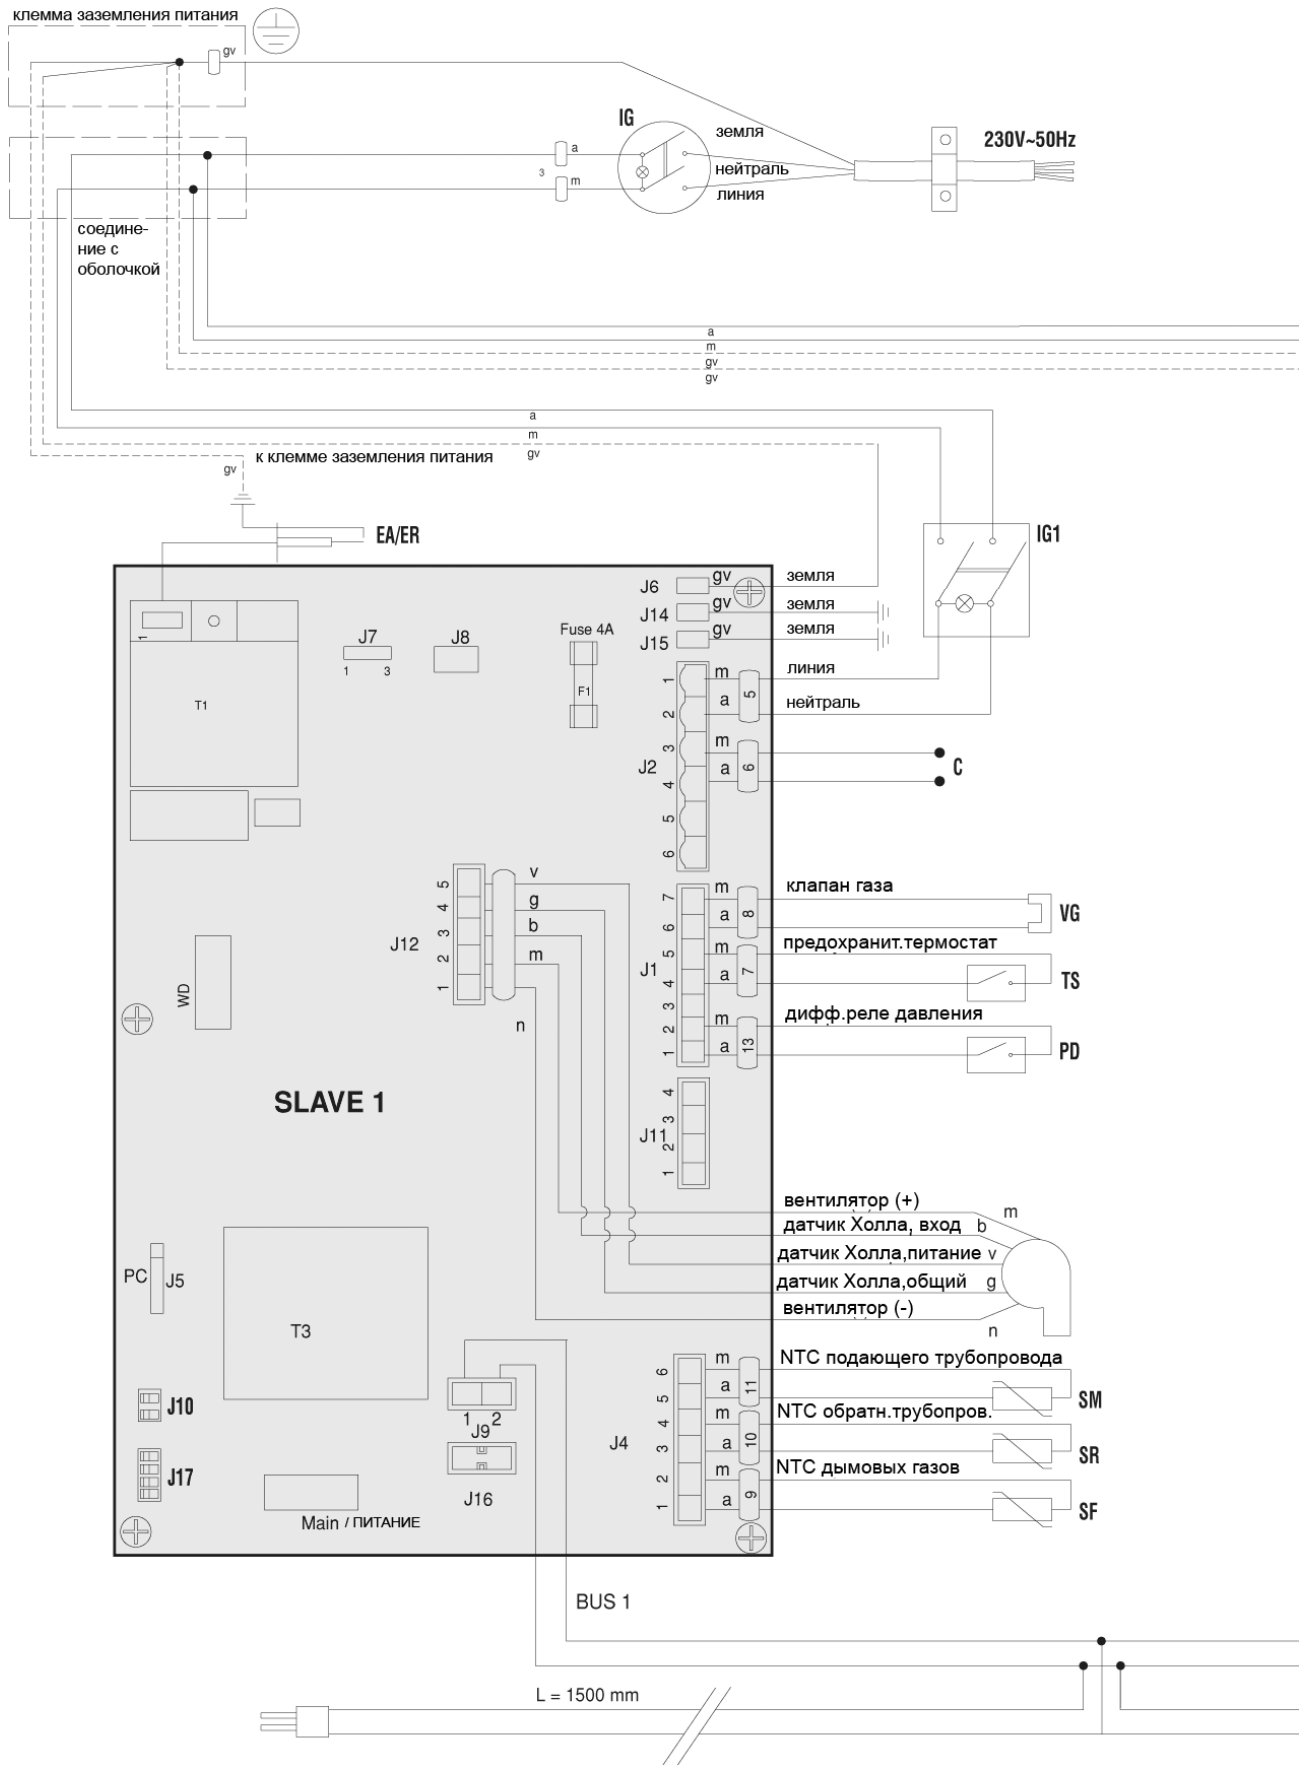 клемма заземления питания
gv
IG
земля
230V~50Hz
a
3
m
нейтраль
линия
соедине-
ние с
оболочкой
a
m
gv
gv
a
m
к клемме заземления питания
gv
gv
EA/ER
IG1
J6
gv
земля
J14
gv
земля
J15
gv
земля
Fuse 4A
F1
J7
1 3
J8
1
T1
1
m
5
линия
2
a
нейтраль
3
m
6
J2
C
4
a
5
6
J12
5
v
4
g
3
b
2
m
1
n
J1
7
m
8
клапан газа
VG
6
a
5
m
7
предохранит.термостат
TS
4
a
3
2
m
13
дифф.реле давления
PD
1
a
WD
SLAVE 1
4
3
J11
2
1
вентилятор (+)
m
датчик Холла, вход b
датчик Холла,питание v
датчик Холла,общий g
вентилятор (-)
n
PC
J5
T3
J10
J17
1 2
J9
J16
Main / ПИТАНИЕ
J4
6
m
11
NTC подающего трубопровода
5
a
SM
4
m
10
NTC обратн.трубопров.
3
a
SR
2
m
9
NTC дымовых газов
1
a
SF
BUS 1
L = 1500 mm